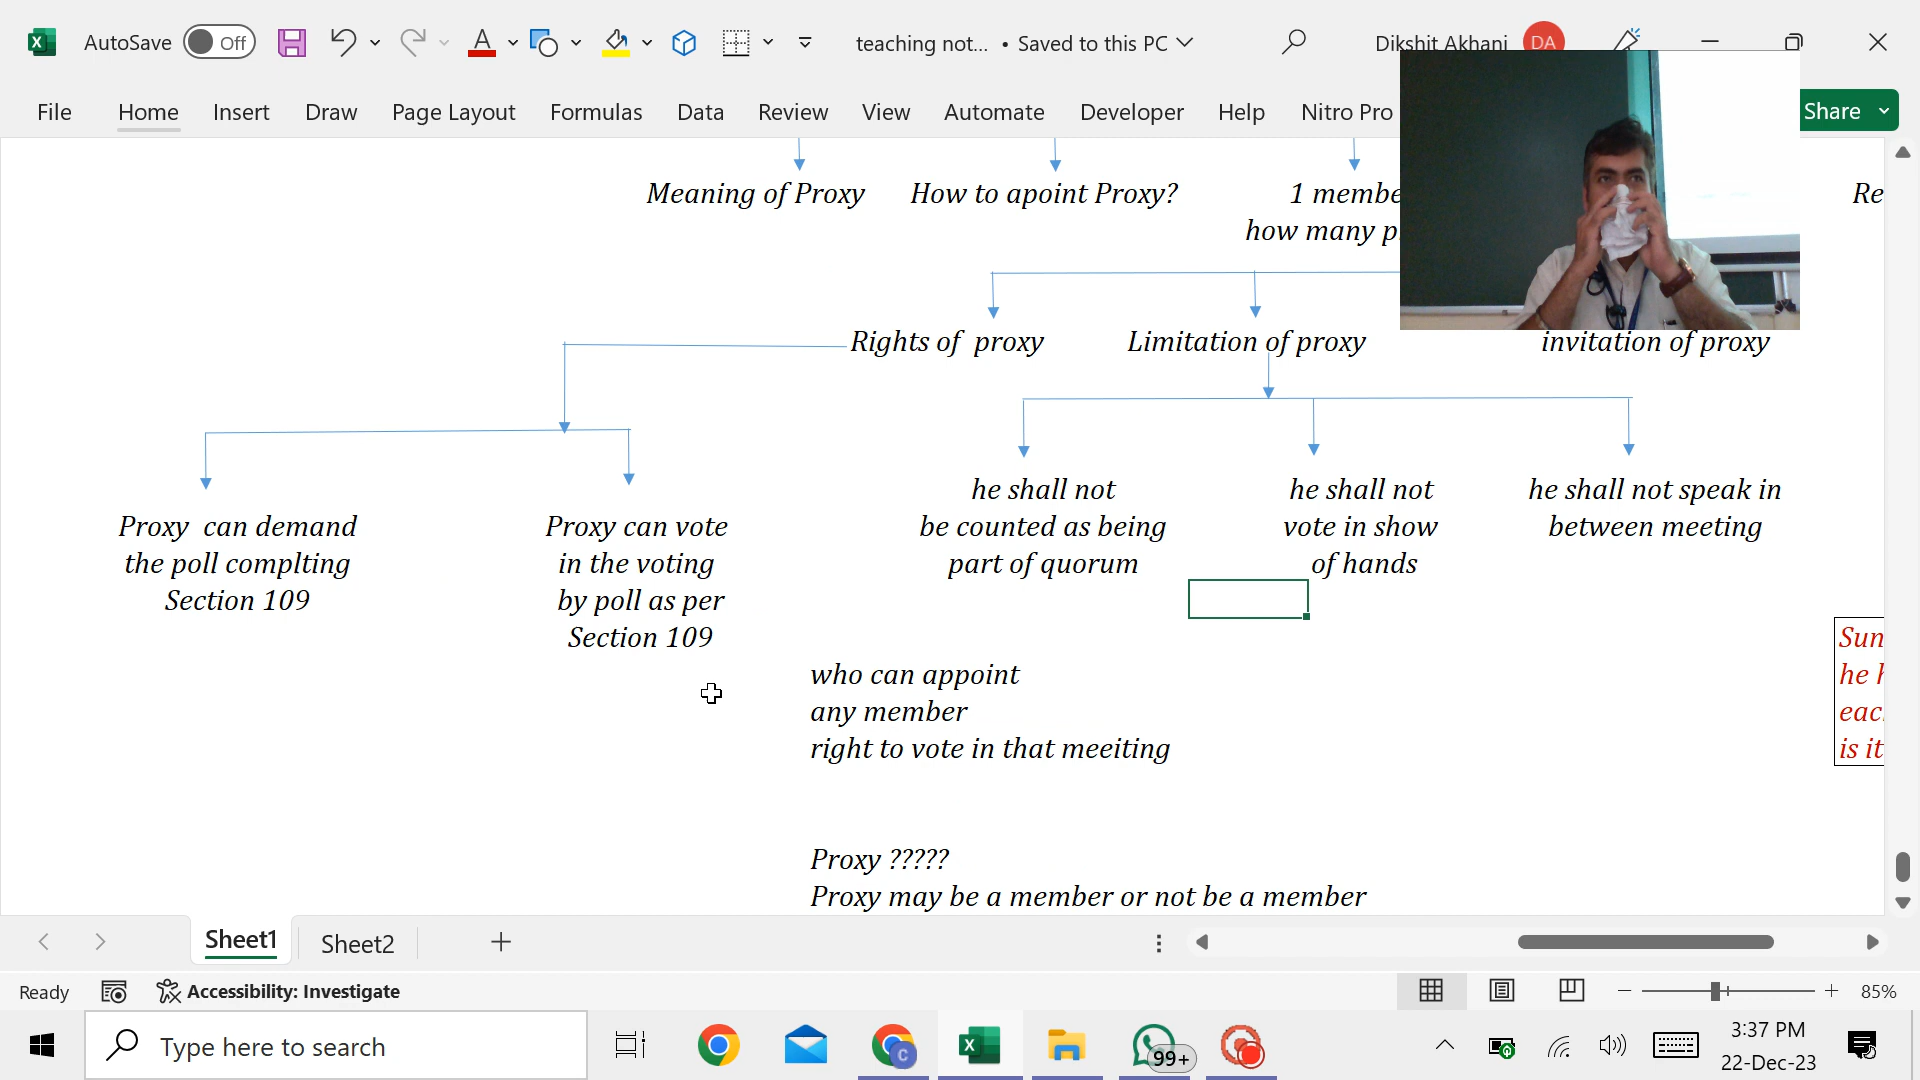 AutoSave
Off
teaching not... • Saved to this PC
Dikshit Akhani
DA
File
Home
Insert
Draw
Page Layout
Formulas
Data
Review
View
Automate
Developer
Help
Nitro Pro
Share
Meaning of Proxy
How to apoint Proxy?
1 membe
how many p
Re
Rights of proxy
Limitation of proxy
invitation of proxy
Proxy can demand
the poll complting
Section 109
Proxy can vote
in the voting
by poll as per
Section 109
he shall not
be counted as being
part of quorum
he shall not
vote in show
of hands
he shall not speak in
between meeting
who can appoint
any member
right to vote in that meeiting
Sun
he h
eac
is it
Proxy ?????
Proxy may be a member or not be a member
Sheet1
Sheet2
Ready
Accessibility: Investigate
85%
Type here to search
99+
3:37 PM
22-Dec-23